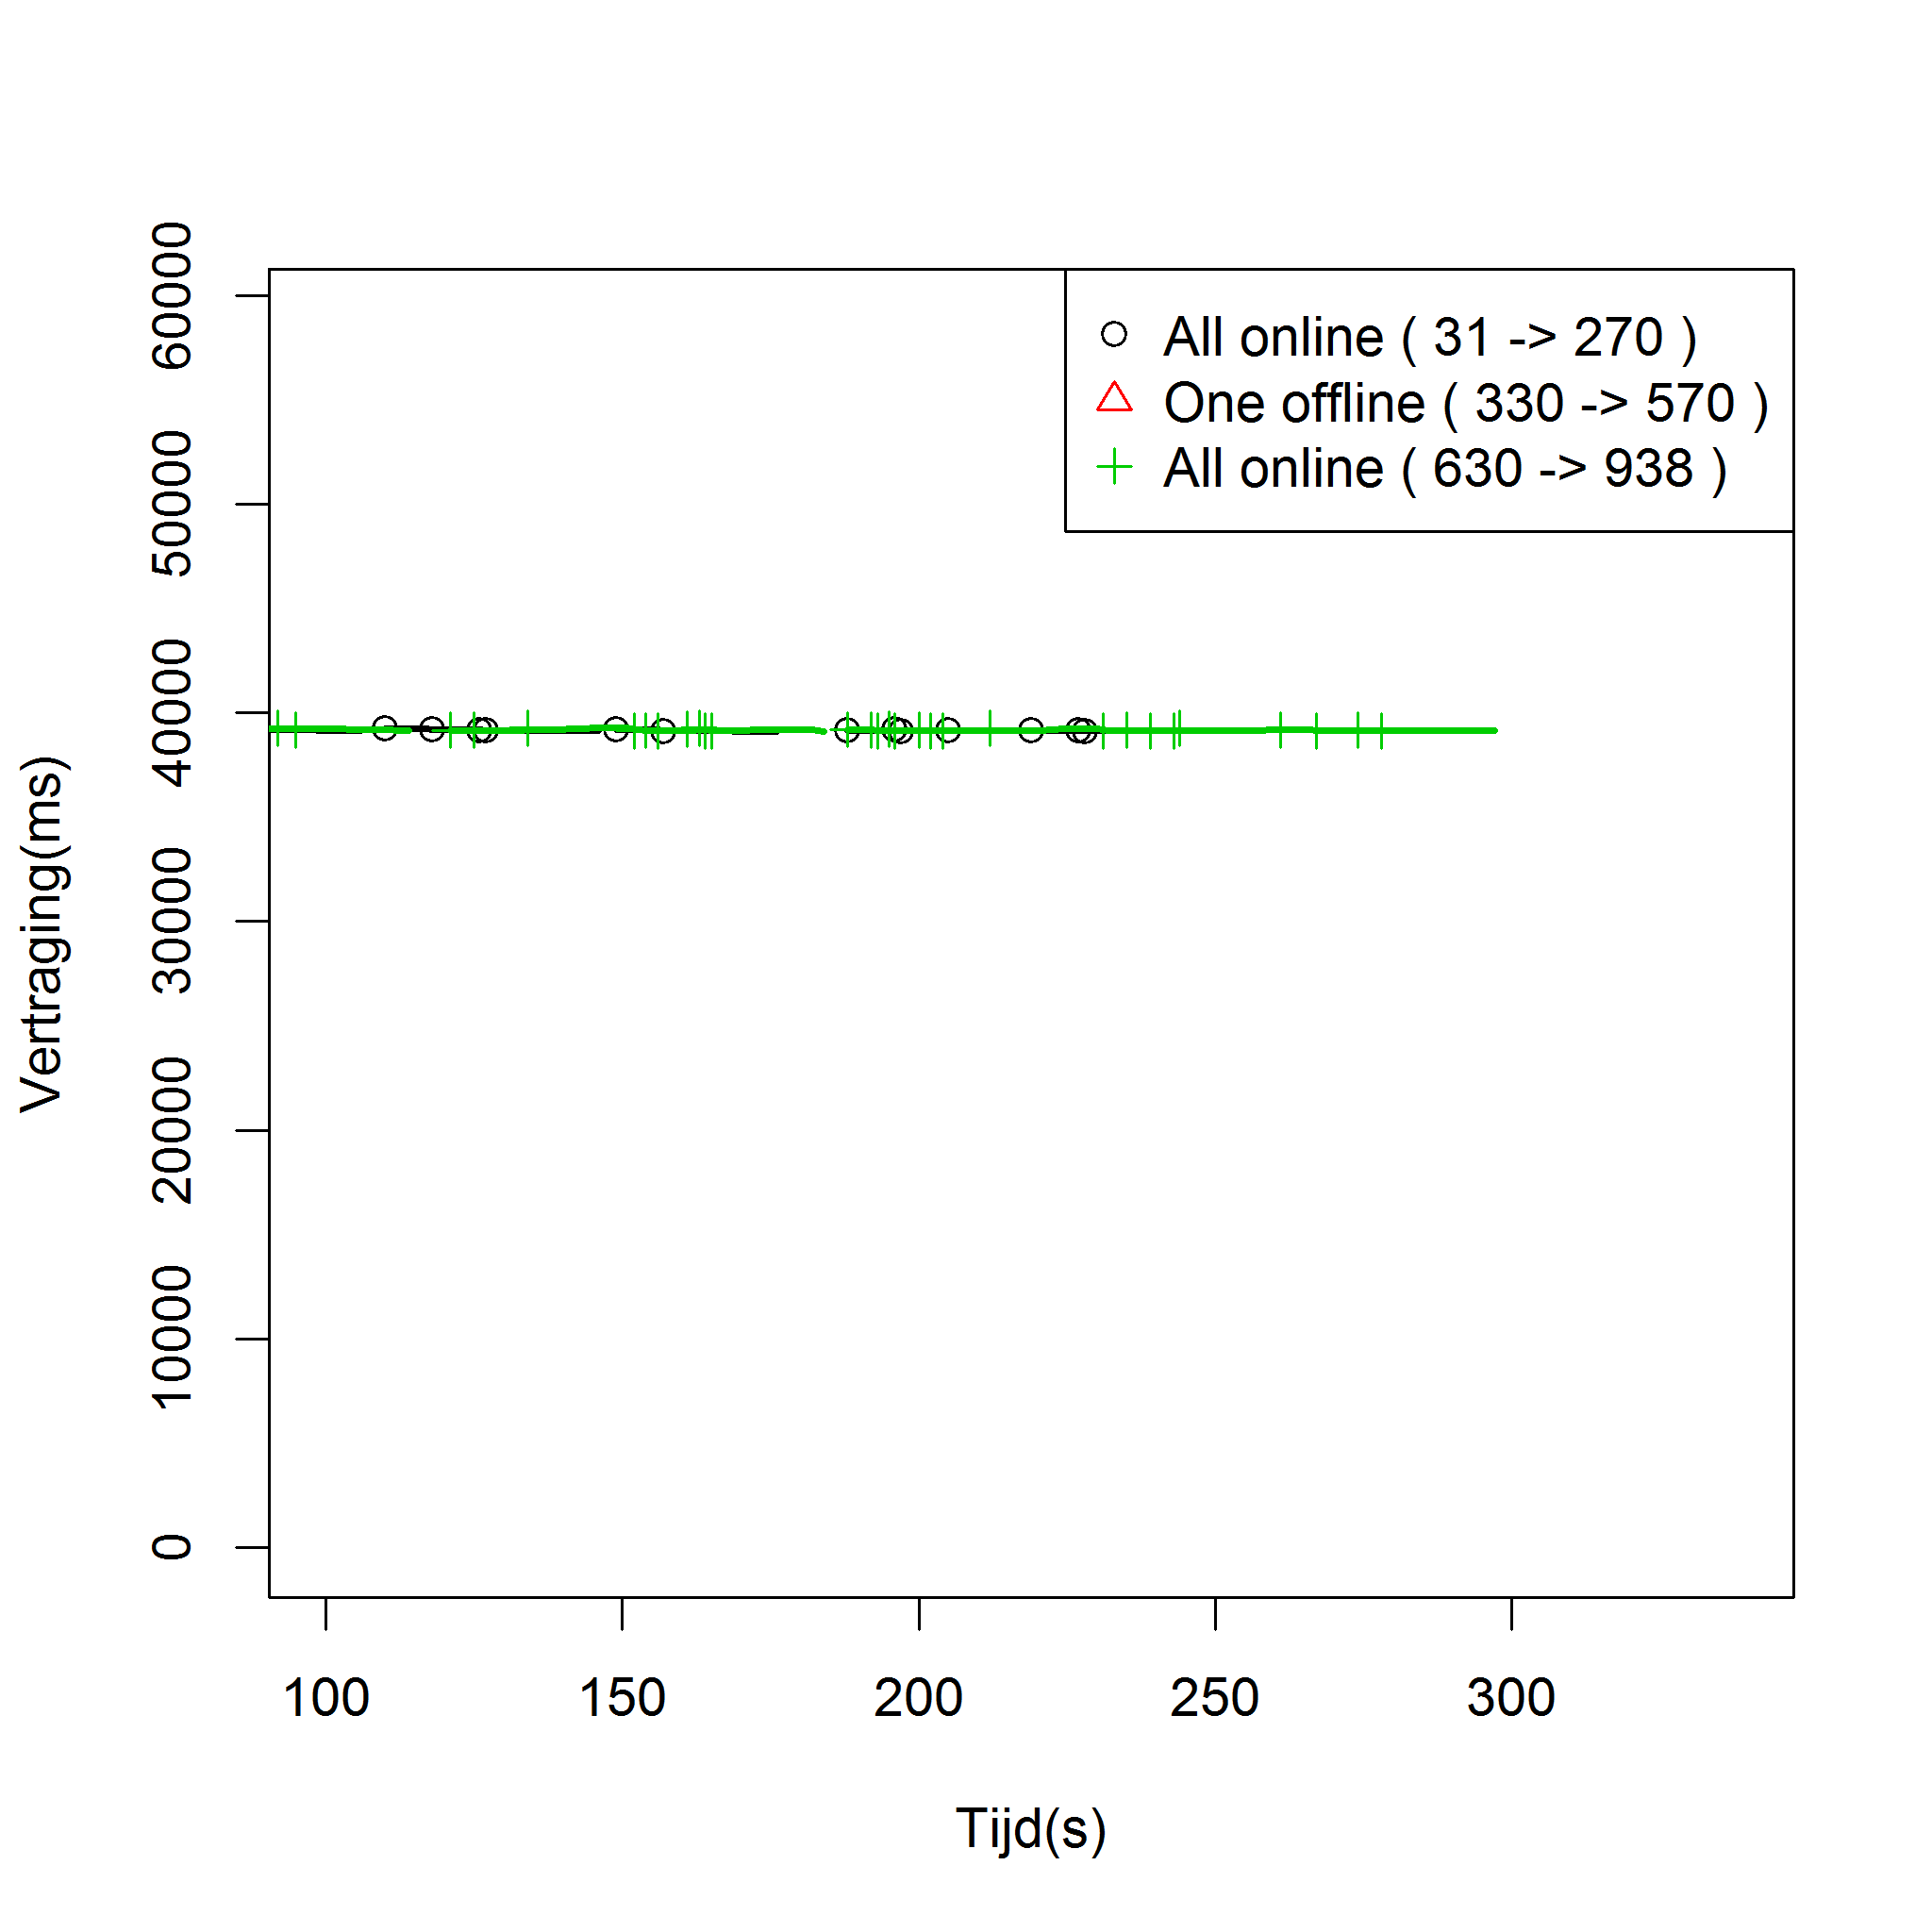 All online ( 31 -> 270 )
One offline ( 330 -> 570 )
All online ( 630 -> 938 )
Vertraging(ms)
60000
50000
40000
30000
20000
10000
0
100 150 200 250 300
Tijd(s)